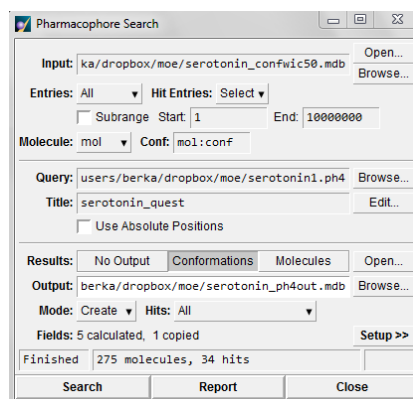 Pharmacophore Search
Open...
Input: ka/dropbox/moe/serotonin_confwic50.mdb
Browse...
Entries: All Hit Entries: Select
Subrange Start: 1 End: 10000000
Molecule: mol Conf: mol:conf
Query: users/berka/dropbox/moe/serotonin1.ph4 Browse...
Title: serotonin_quest Edit...
Use Absolute Positions
Results: No Output Conformations Molecules Open...
Output: berka/dropbox/moe/serotonin_ph4out.mdb Browse...
Mode: Create Hits: All
Fields: 5 calculated, 1 copied Setup >>
Finished 275 molecules, 34 hits
Search Report Close